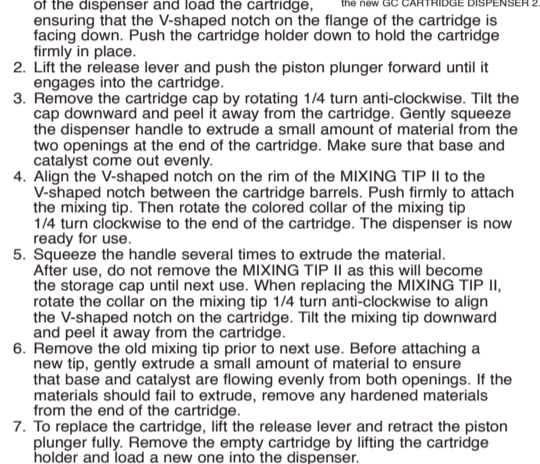 of the dispenser and load the cartridge,
the new GC CARTRIDGE DISPENSER 2.
ensuring that the V-shaped notch on the flange of the cartridge is
facing down. Push the cartridge holder down to hold the cartridge
firmly in place.
2. Lift the release lever and push the piston plunger forward until it
engages into the cartridge.
3. Remove the cartridge cap by rotating 1/4 turn anti-clockwise. Tilt the
cap downward and peel it away from the cartridge. Gently squeeze
the dispenser handle to extrude a small amount of material from the
two openings at the end of the cartridge. Make sure that base and
catalyst come out evenly.
4. Align the V-shaped notch on the rim of the MIXING TIP II to the
V-shaped notch between the cartridge barrels. Push firmly to attach
the mixing tip. Then rotate the colored collar of the mixing tip
1/4 turn clockwise to the end of the cartridge. The dispenser is now
ready for use.
5. Squeeze the handle several times to extrude the material.
After use, do not remove the MIXING TIP II as this will become
the storage cap until next use. When replacing the MIXING TIP II,
rotate the collar on the mixing tip 1/4 turn anti-clockwise to align
the V-shaped notch on the cartridge. Tilt the mixing tip downward
and peel it away from the cartridge.
6. Remove the old mixing tip prior to next use. Before attaching a
new tip, gently extrude a small amount of material to ensure
that base and catalyst are flowing evenly from both openings. If the
materials should fail to extrude, remove any hardened materials
from the end of the cartridge.
7. To replace the cartridge, lift the release lever and retract the piston
plunger fully. Remove the empty cartridge by lifting the cartridge
holder and load a new one into the dispenser.